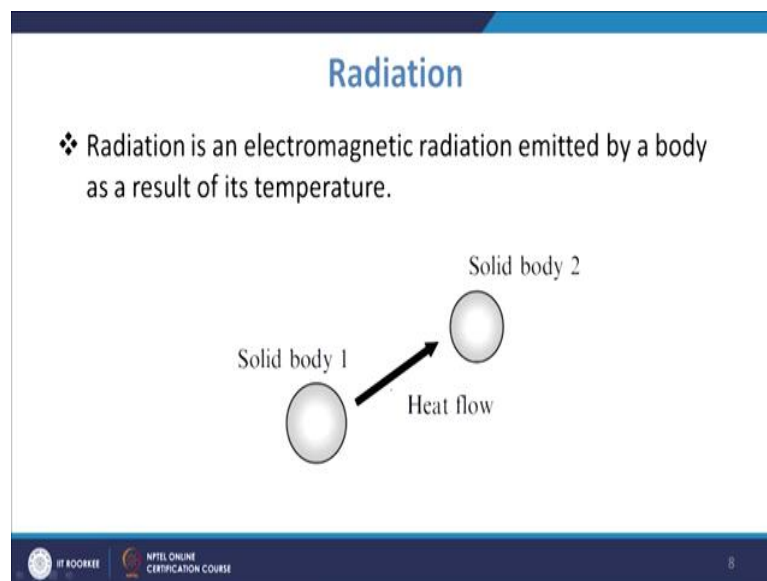 Radiation
❖ Radiation is an electromagnetic radiation emitted by a body
as a result of its temperature.
Solid body 2
Solid body 1
Heat flow
IIT ROORKEE
NPTEL ONLINE
CERTIFICATION COURSE
8